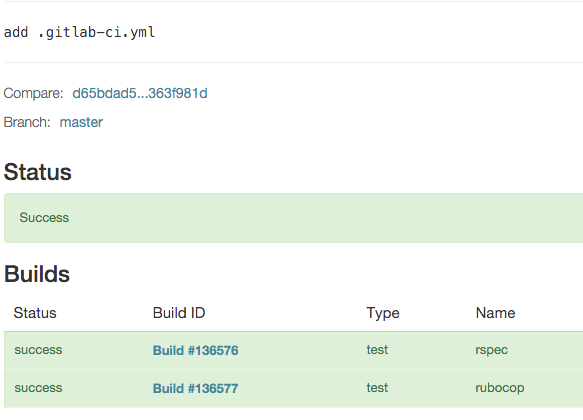 add .gitlab-ci.yml
Compare: d65bdad5...363f981d
Branch: master
Status
Success
Builds
Status Build ID Type Name
success Build #136576 test rspec
success Build #136577 test rubocop